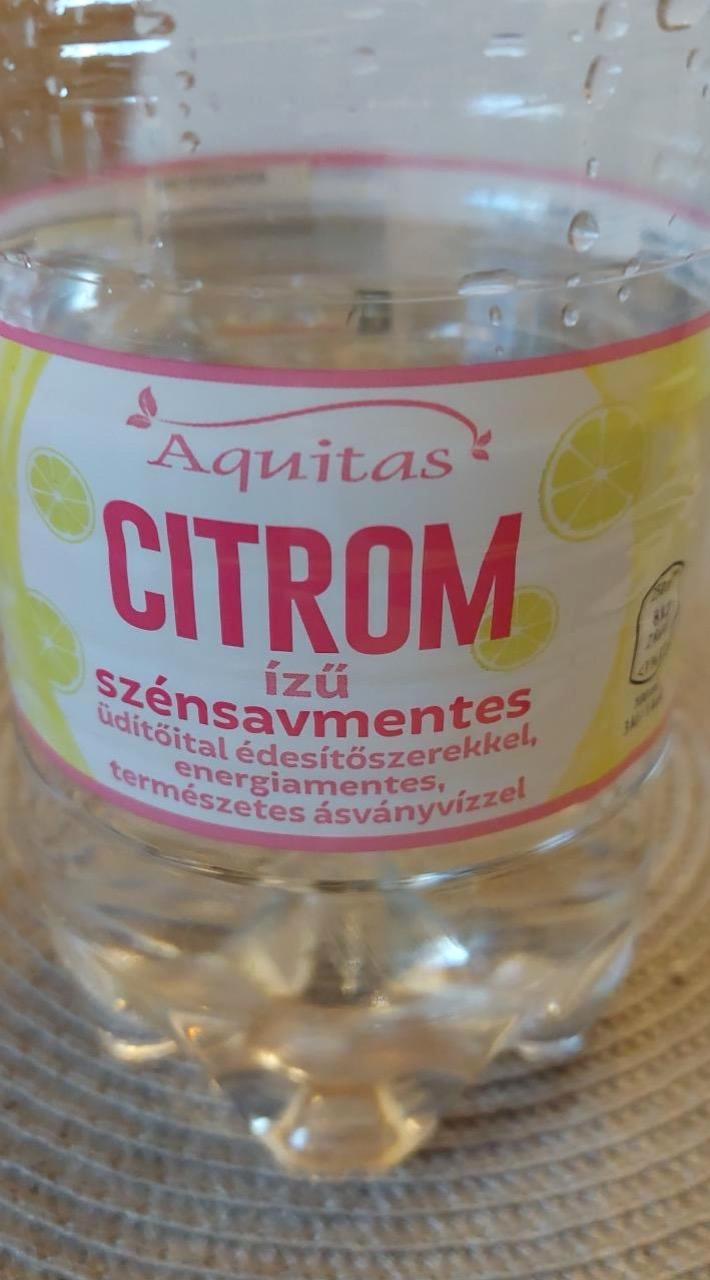 Aquitas
CITROM
ízű
szénsavmentes
üdítőital édesítőszerekkel,
energiamentes,
természetes ásványvízzel